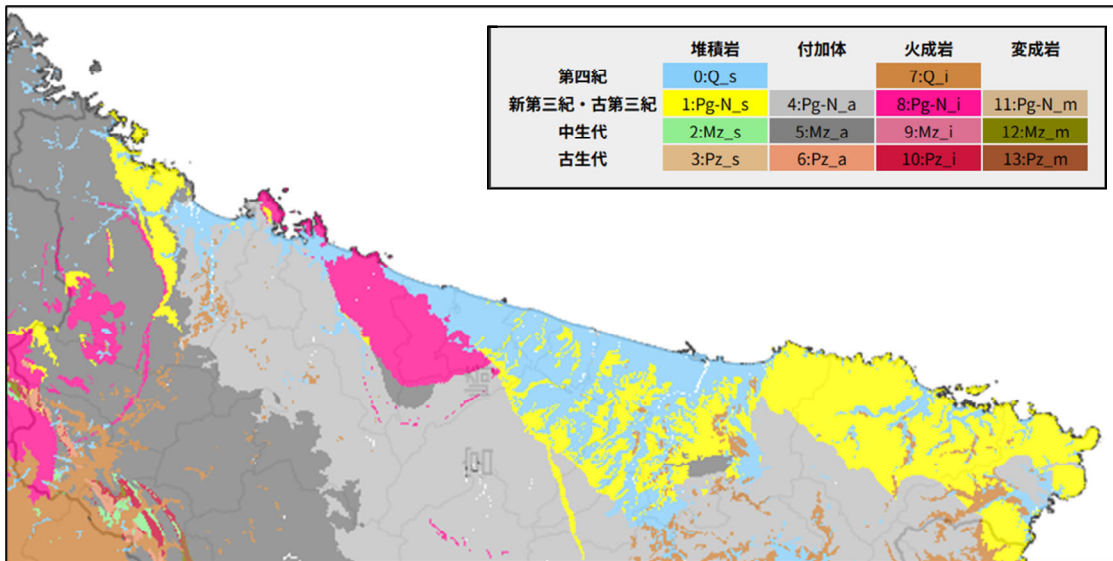 堆積岩 付加体 火成岩 変成岩
第四紀 0:Q_s 7:Q_i
新第三紀・古第三紀 1:Pg-N_s 4:Pg-N_a 8:Pg-N_i 11:Pg-N_m
中生代 2:Mz_s 5:Mz_a 9:Mz_i 12:Mz_m
古生代 3:Pz_s 6:Pz_a 10:Pz_i 13:Pz_m